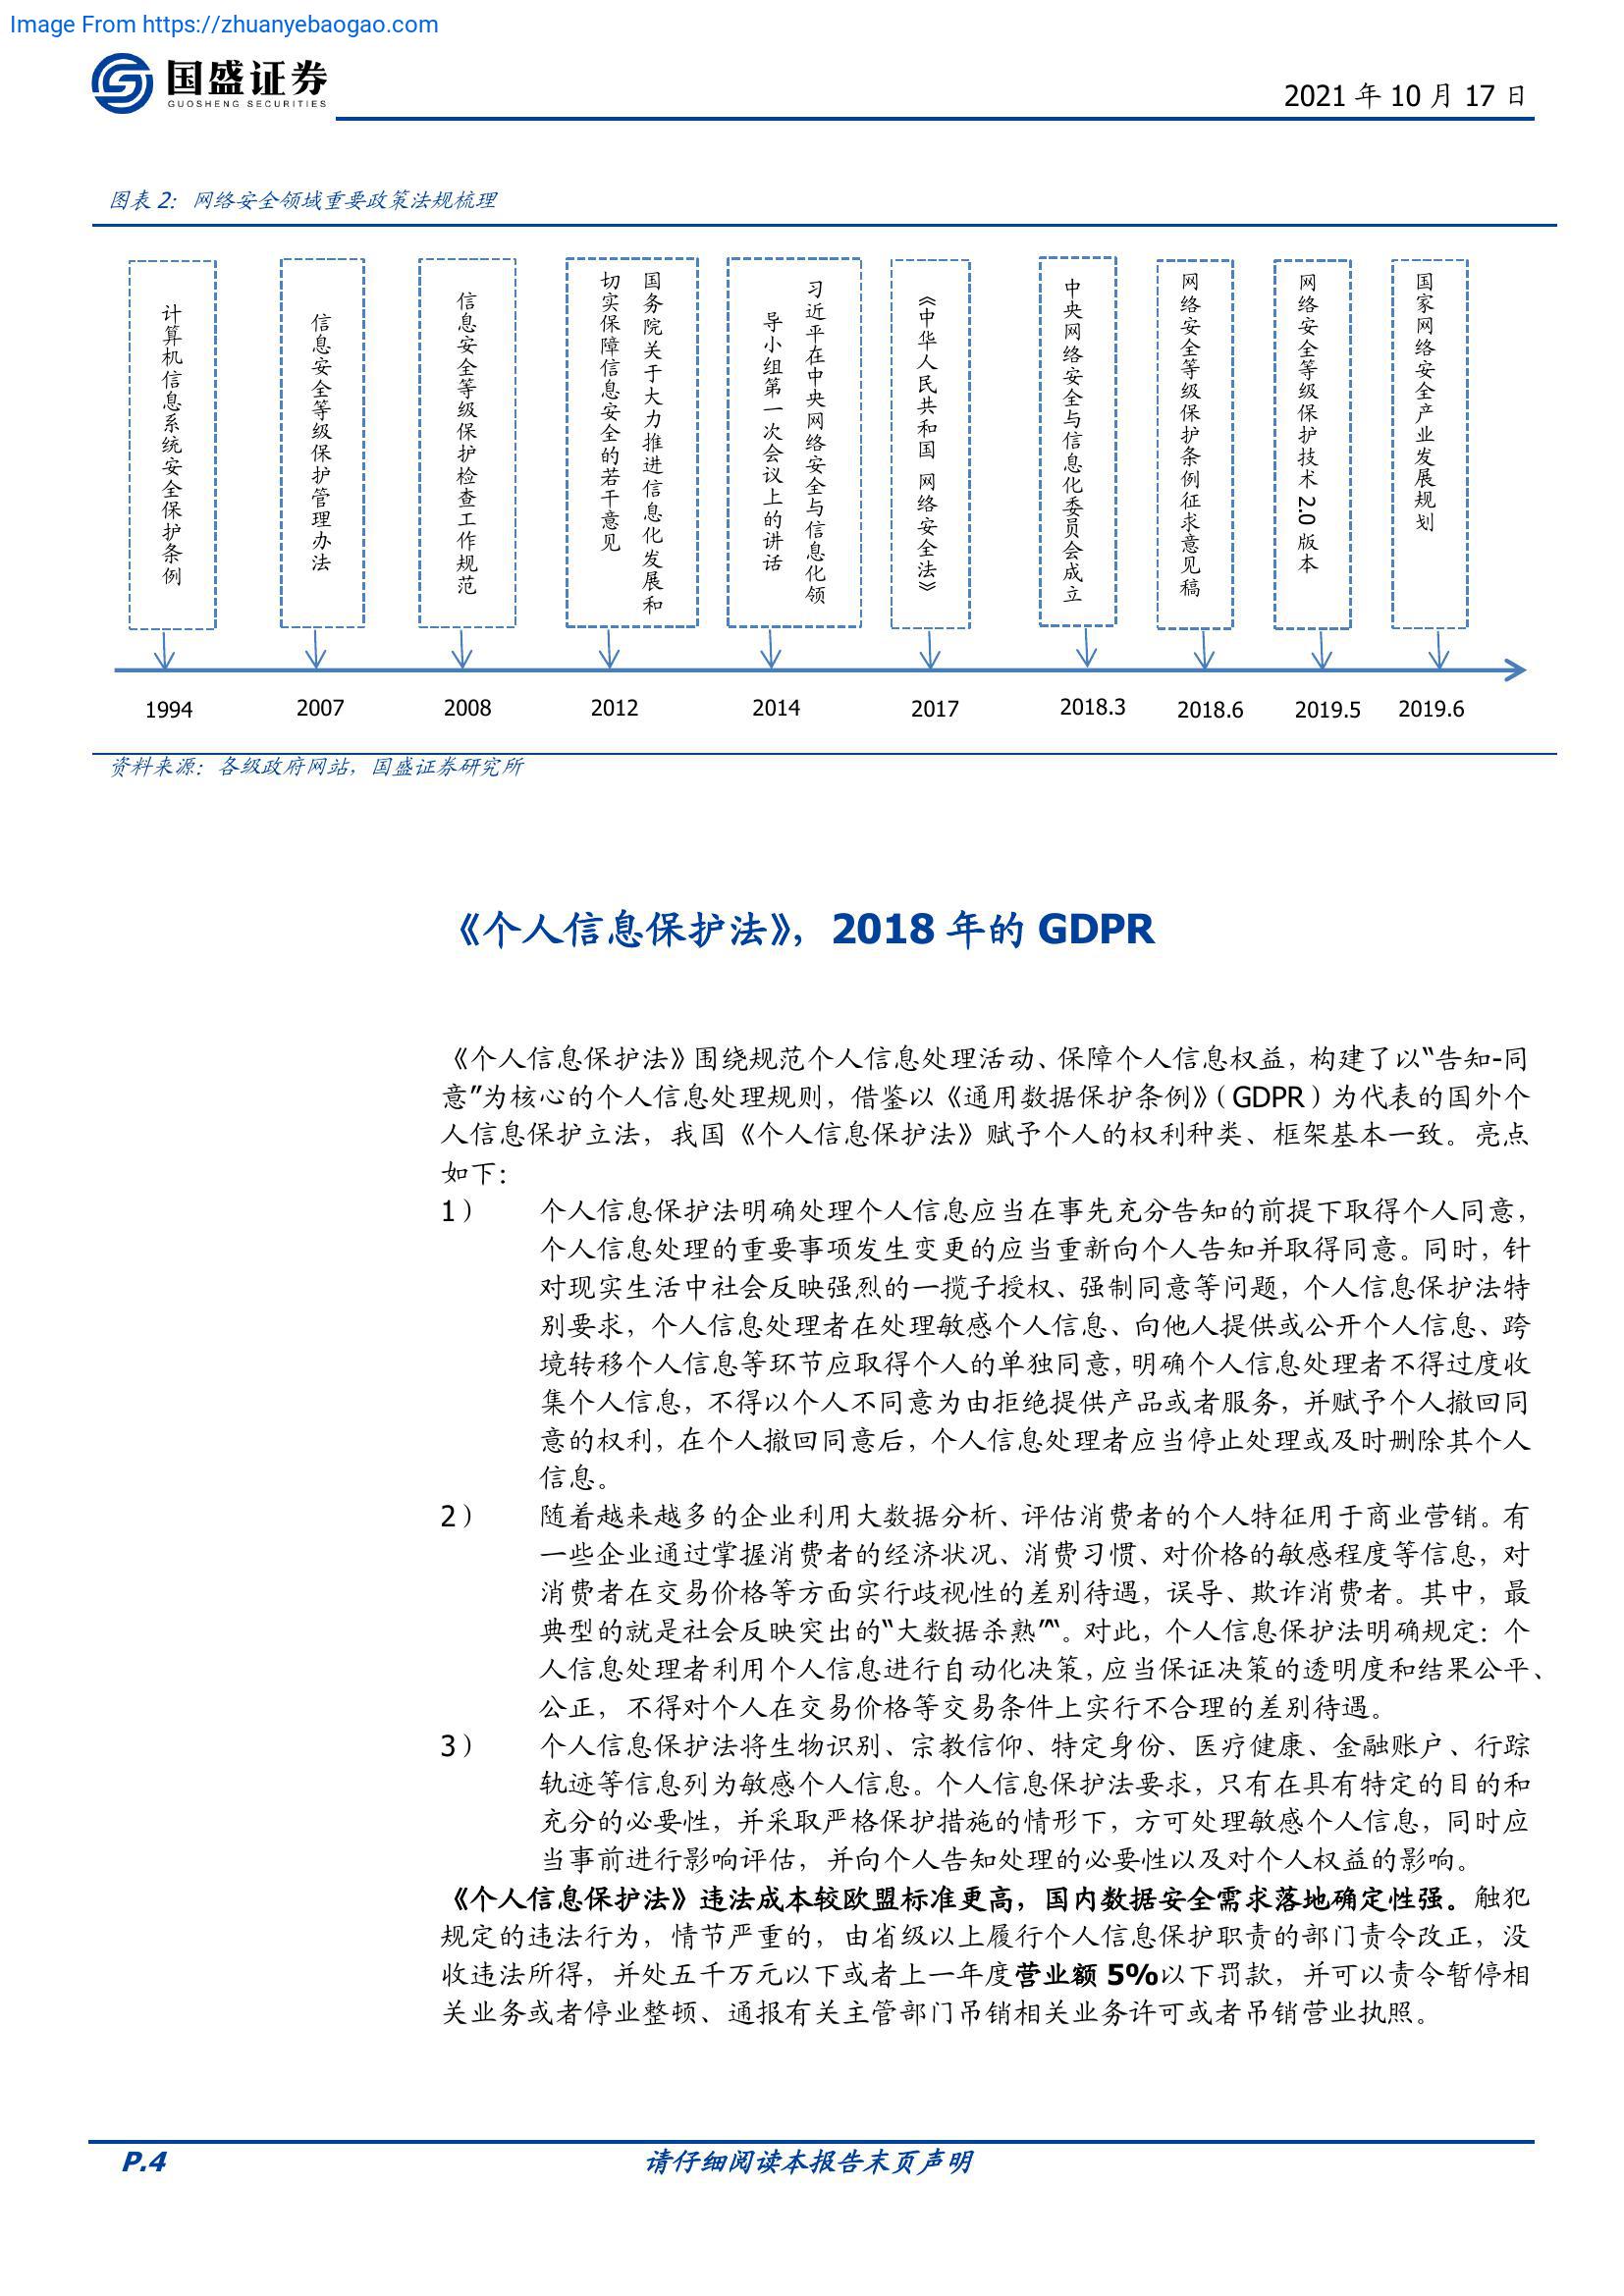 Image From https://zhuanyebaogao.com
国盛证券
GUOSHENG SECURITIES
2021 年 10 月 17 日
图表 2：网络安全领域重要政策法规梳理
计算机信息系统安全保护条例
信息安全等级保护管理办法
信息安全等级保护检查工作规范
国务院关于大力推进信息化发展和
切实保障信息安全的若干意见
习近平在中央网络安全与信息化领
导小组第一次会议上的讲话
《中华人民共和国 网络安全法》
中央网络安全与信息化委员会成立
网络安全等级保护条例征求意见稿
网络安全等级保护技术 2.0 版本
国家网络安全产业发展规划
1994
2007
2008
2012
2014
2017
2018.3
2018.6
2019.5
2019.6
资料来源：各级政府网站，国盛证券研究所
《个人信息保护法》，2018 年的 GDPR
《个人信息保护法》围绕规范个人信息处理活动、保障个人信息权益，构建了以“告知-同
意”为核心的个人信息处理规则，借鉴以《通用数据保护条例》（GDPR）为代表的国外个
人信息保护立法，我国《个人信息保护法》赋予个人的权利种类、框架基本一致。亮点
如下：
1） 个人信息保护法明确处理个人信息应当在事先充分告知的前提下取得个人同意，
个人信息处理的重要事项发生变更的应当重新向个人告知并取得同意。同时，针
对现实生活中社会反映强烈的一揽子授权、强制同意等问题，个人信息保护法特
别要求，个人信息处理者在处理敏感个人信息、向他人提供或公开个人信息、跨
境转移个人信息等环节应取得个人的单独同意，明确个人信息处理者不得过度收
集个人信息，不得以个人不同意为由拒绝提供产品或者服务，并赋予个人撤回同
意的权利，在个人撤回同意后，个人信息处理者应当停止处理或及时删除其个人
信息。
2） 随着越来越多的企业利用大数据分析、评估消费者的个人特征用于商业营销。有
一些企业通过掌握消费者的经济状况、消费习惯、对价格的敏感程度等信息，对
消费者在交易价格等方面实行歧视性的差别待遇，误导、欺诈消费者。其中，最
典型的就是社会反映突出的“大数据杀熟”“。对此，个人信息保护法明确规定：个
人信息处理者利用个人信息进行自动化决策，应当保证决策的透明度和结果公平、
公正，不得对个人在交易价格等交易条件上实行不合理的差别待遇。
3） 个人信息保护法将生物识别、宗教信仰、特定身份、医疗健康、金融账户、行踪
轨迹等信息列为敏感个人信息。个人信息保护法要求，只有在具有特定的目的和
充分的必要性，并采取严格保护措施的情形下，方可处理敏感个人信息，同时应
当事前进行影响评估，并向个人告知处理的必要性以及对个人权益的影响。
《个人信息保护法》违法成本较欧盟标准更高，国内数据安全需求落地确定性强。触犯
规定的违法行为，情节严重的，由省级以上履行个人信息保护职责的部门责令改正，没
收违法所得，并处五千万元以下或者上一年度营业额 5%以下罚款，并可以责令暂停相
关业务或者停业整顿、通报有关主管部门吊销相关业务许可或者吊销营业执照。
P.4
请仔细阅读本报告末页声明